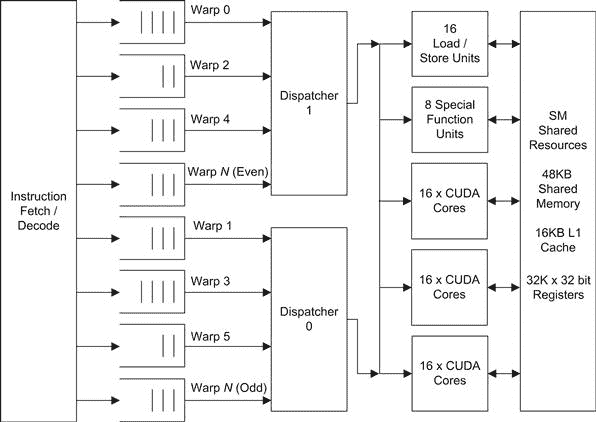 Instruction
Fetch /
Decode
Warp 0
Warp 2
Warp 4
Warp N (Even)
Warp 1
Warp 3
Warp 5
Warp N (Odd)
Dispatcher
1
Dispatcher
0
16
Load /
Store Units
8 Special
Function
Units
16 x CUDA
Cores
16 x CUDA
Cores
16 x CUDA
Cores
SM
Shared
Resources
48KB
Shared
Memory
16KB L1
Cache
32K x 32 bit
Registers